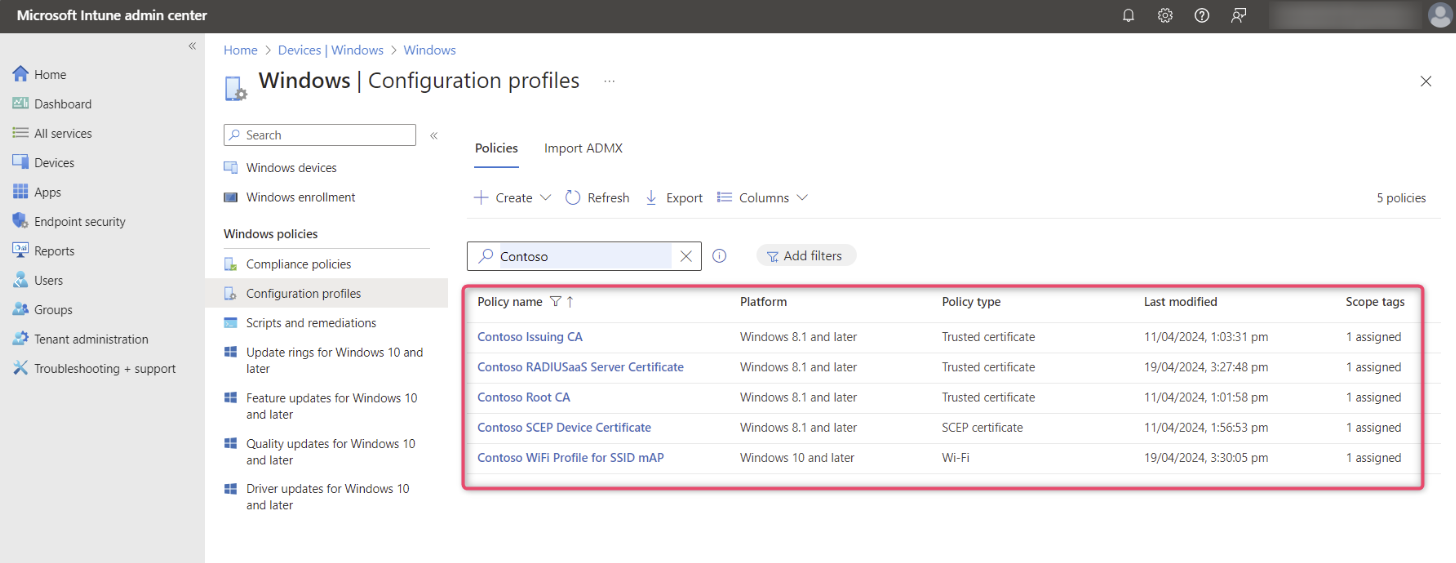 Microsoft Intune admin center
Home
Dashboard
All services
Devices
Apps
Endpoint security
Reports
Users
Groups
Tenant administration
Troubleshooting + support
Home > Devices | Windows > Windows
Windows | Configuration profiles ...
Search
Windows devices
Windows enrollment
Windows policies
Compliance policies
Configuration profiles
Scripts and remediations
Update rings for Windows 10 and
later
Feature updates for Windows 10
and later
Quality updates for Windows 10
and later
Driver updates for Windows 10
and later
Policies Import ADMX
Create Refresh Export Columns 5 policies
Contoso Add filters
Policy name Platform Policy type Last modified Scope tags
Contoso Issuing CA Windows 8.1 and later Trusted certificate 11/04/2024, 1:03:31 pm 1 assigned
Contoso RADIUSaaS Server Certificate Windows 8.1 and later Trusted certificate 19/04/2024, 3:27:48 pm 1 assigned
Contoso Root CA Windows 8.1 and later Trusted certificate 11/04/2024, 1:01:58 pm 1 assigned
Contoso SCEP Device Certificate Windows 8.1 and later SCEP certificate 11/04/2024, 1:56:53 pm 1 assigned
Contoso WiFi Profile for SSID mAP Windows 10 and later Wi-Fi 19/04/2024, 3:30:05 pm 1 assigned